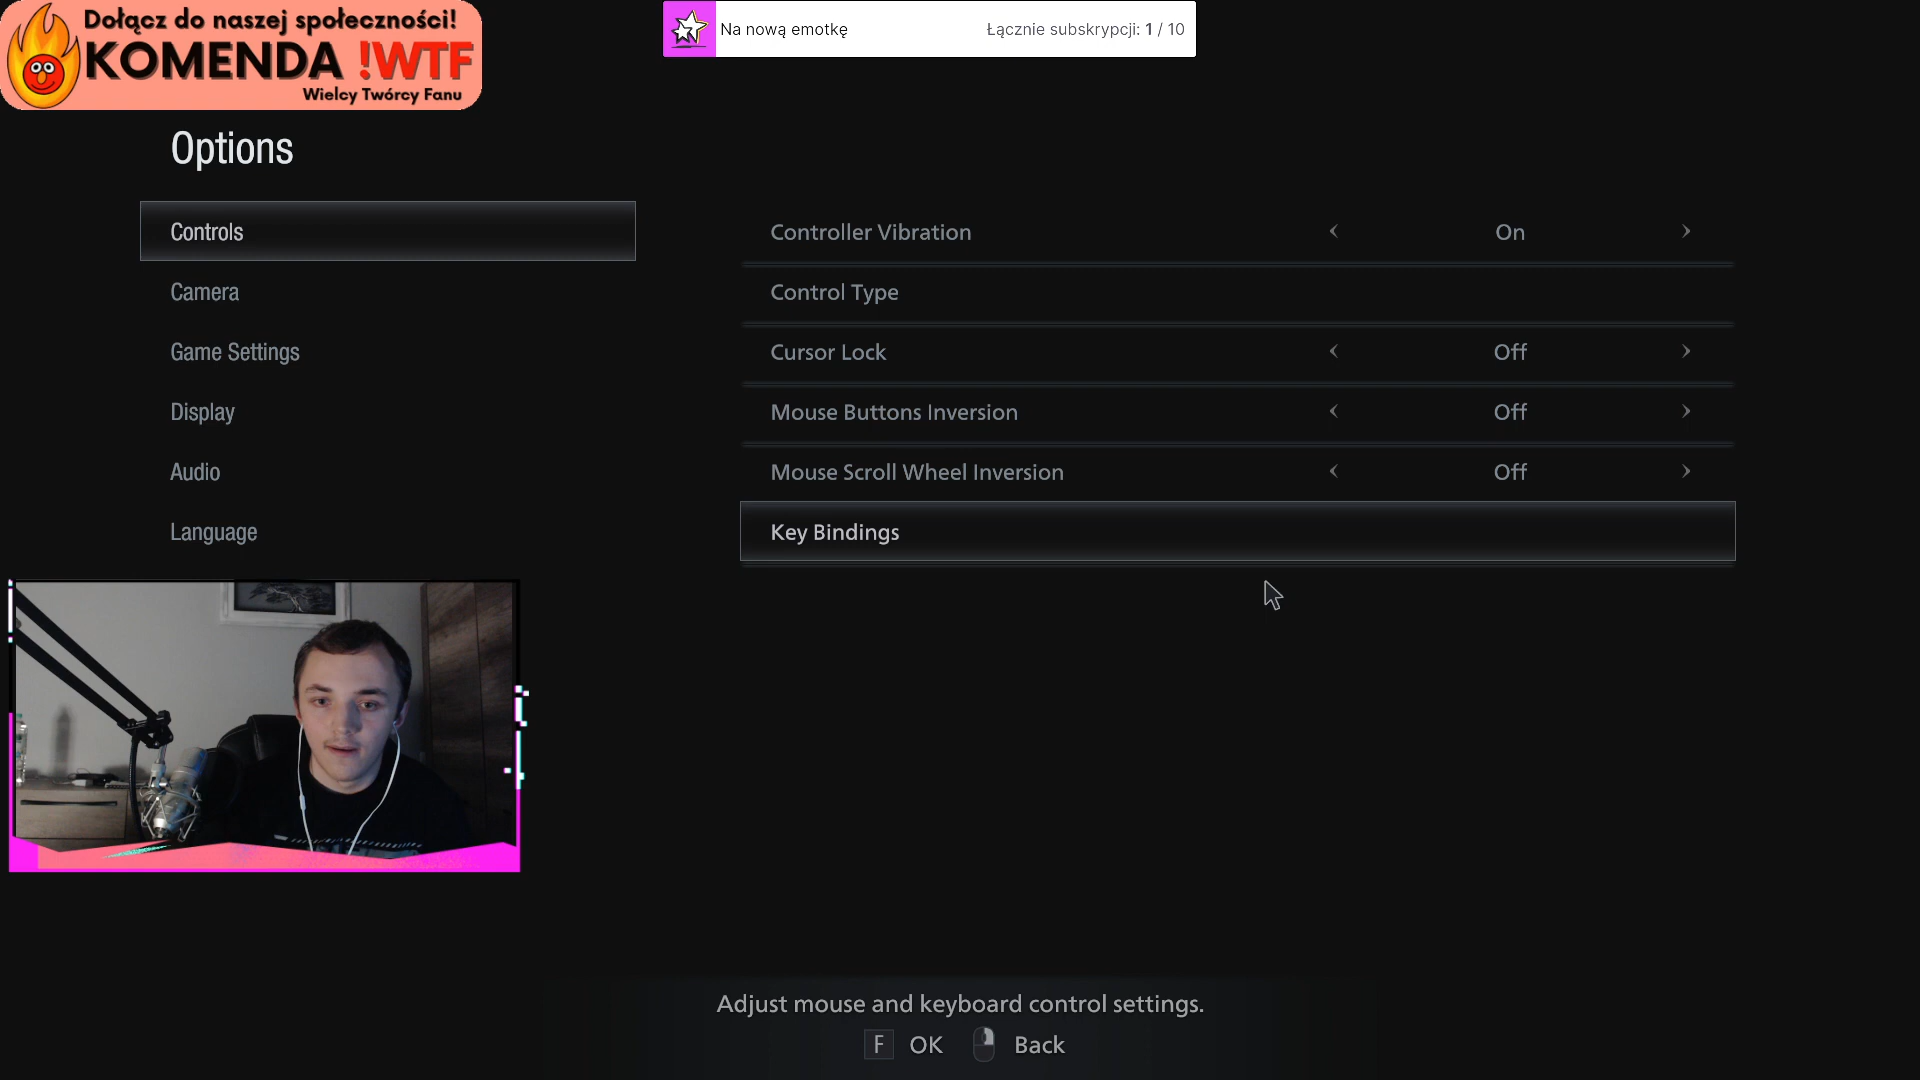 Dołącz do naszej społeczności!
KOMENDA !WTF
Wielcy Twórcy Fanu
Na nową emotkę
Łącznie subskrypcji: 1 / 10
Options
Controls
Camera
Game Settings
Display
Audio
Language
Controller Vibration
On
Control Type
Cursor Lock
Off
Mouse Buttons Inversion
Off
Mouse Scroll Wheel Inversion
Off
Key Bindings
Adjust mouse and keyboard control settings.
F OK Back